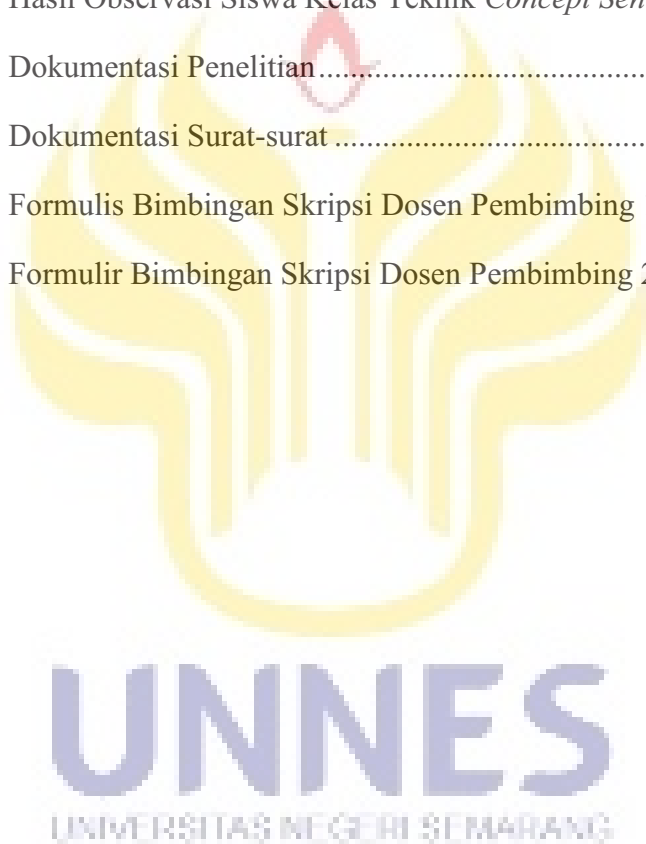 Hasil Observasi Siswa Kelas Teknik Concept Sen
Dokumentasi Penelitian................................................
Dokumentasi Surat-surat ..............................................
Formulis Bimbingan Skripsi Dosen Pembimbing
Formulir Bimbingan Skripsi Dosen Pembimbing 2
UNNES
UNIVERSITAS NEGERI SEMARANG